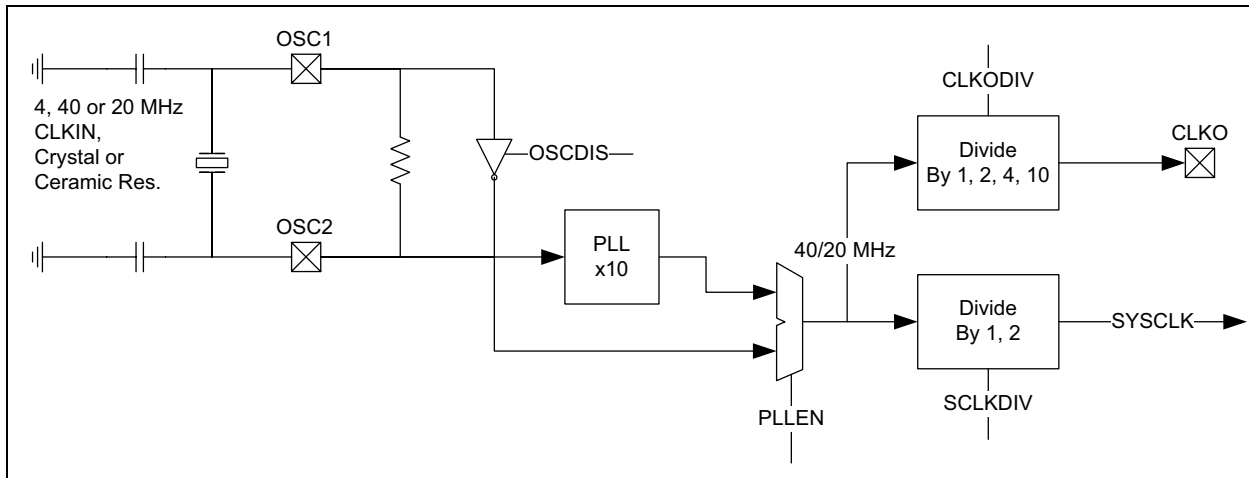 OSC1
4, 40 or 20 MHz
CLKIN,
Crystal or
Ceramic Res.
OSCDIS
OSC2
PLL
x10
PLLEN
40/20 MHz
CLKODIV
Divide
By 1, 2, 4, 10
CLKO
Divide
By 1, 2
SYSCLK
SCLKDIV